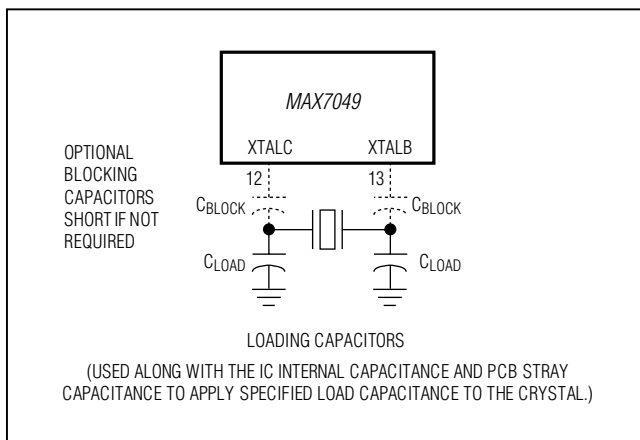 MAX7049
XTALC XTALB
OPTIONAL
BLOCKING
CAPACITORS
SHORT IF NOT
REQUIRED
12 13
CBLOCK CBLOCK
CLOAD CLOAD
LOADING CAPACITORS
(USED ALONG WITH THE IC INTERNAL CAPACITANCE AND PCB STRAY
CAPACITANCE TO APPLY SPECIFIED LOAD CAPACITANCE TO THE CRYSTAL.)